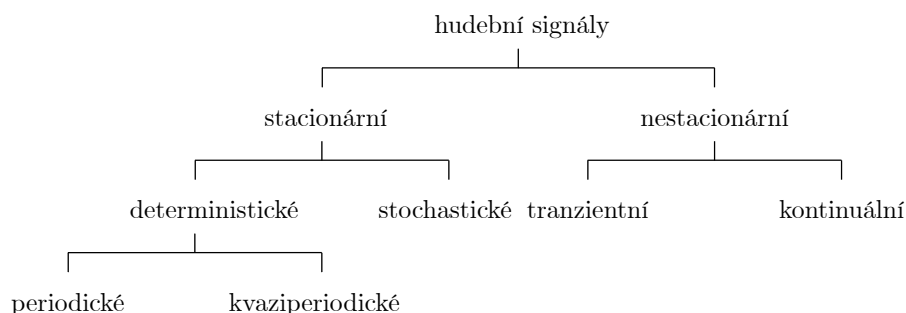 hudební signály
stacionární nestacionární
deterministické stochastické tranzientní kontinuální
periodické kvaziperiodické